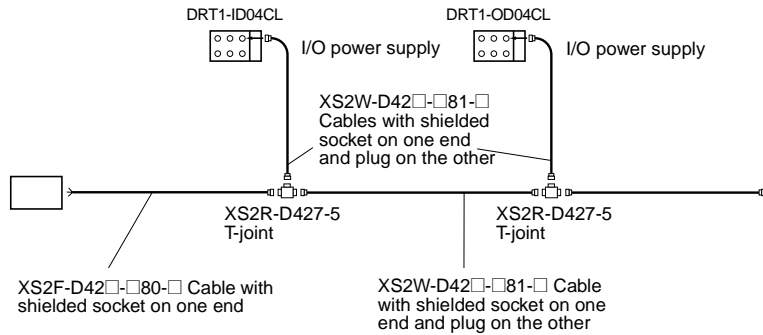 DRT1-ID04CL
DRT1-OD04CL
I/O power supply
I/O power supply
XS2W-D42□-□81-□
Cables with shielded
socket on one end
and plug on the other
XS2R-D427-5
T-joint
XS2R-D427-5
T-joint
XS2F-D42□-□80-□ Cable with
shielded socket on one end
XS2W-D42□-□81-□ Cable
with shielded socket on one
end and plug on the other